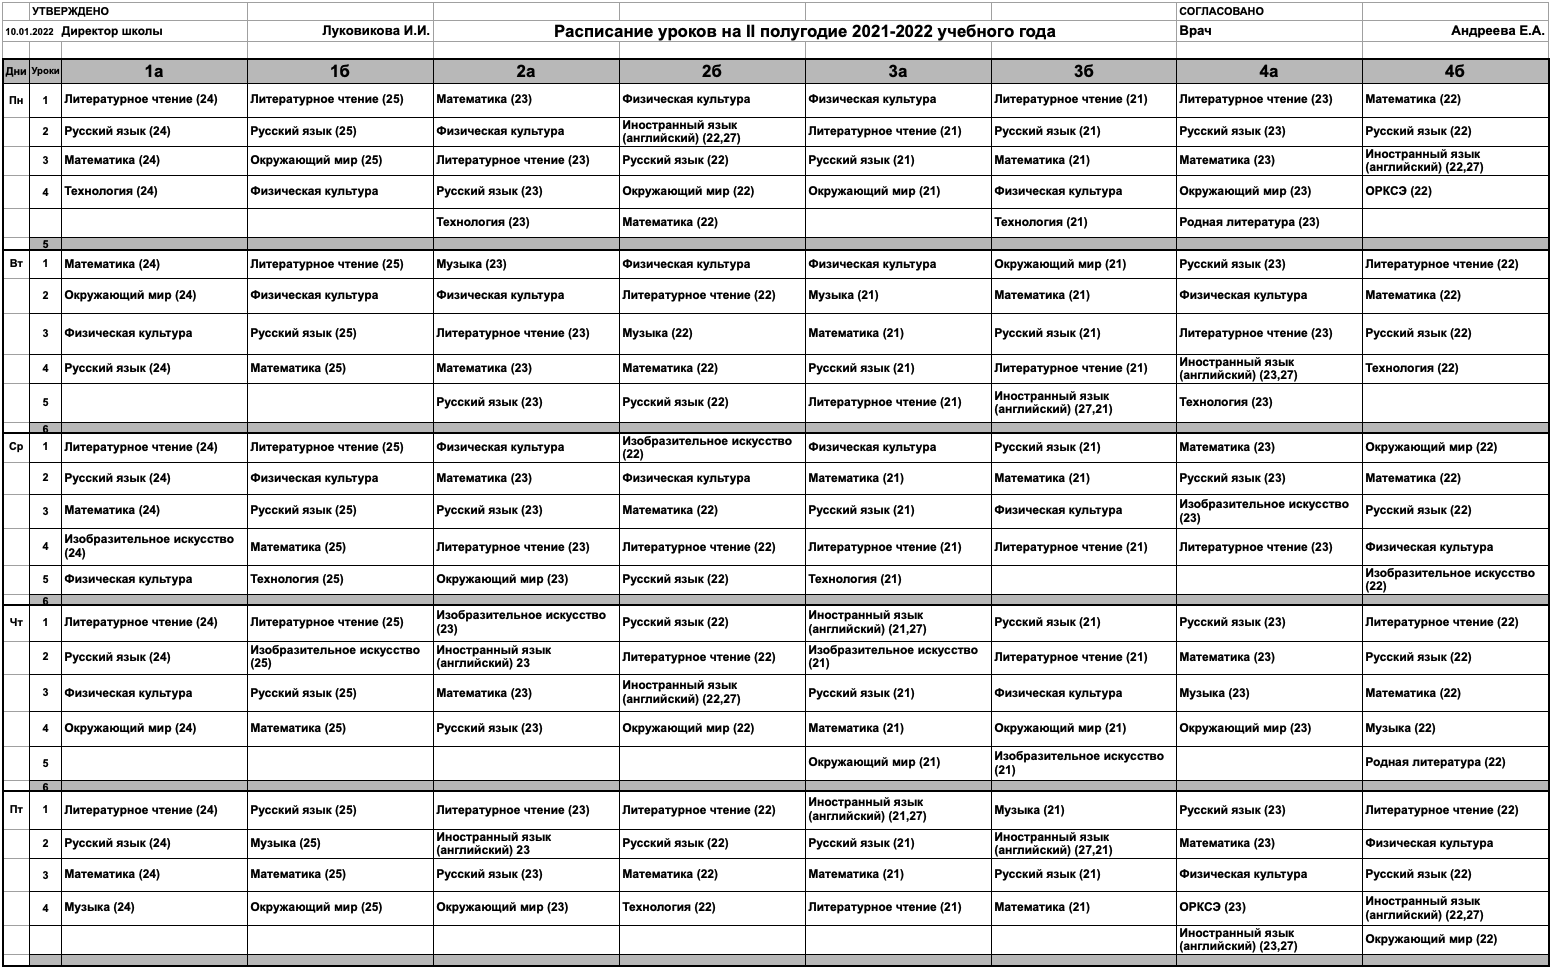 УТВЕРЖДЕНО СОГЛАСОВАНО
10.01.2022 Директор школы Луковикова И.И. Расписание уроков на II полугодие 2021-2022 учебного года Врач Андреева Е.А.
Дни Уроки 1а 1б 2а 2б 3а 3б 4а 4б
Пн 1 Литературное чтение (24) Литературное чтение (25) Математика (23) Физическая культура Физическая культура Литературное чтение (21) Литературное чтение (23) Математика (22)
2 Русский язык (24) Русский язык (25) Физическая культура Иностранный язык (английский) (22,27) Литературное чтение (21) Русский язык (21) Русский язык (23) Русский язык (22)
3 Математика (24) Окружающий мир (25) Литературное чтение (23) Русский язык (22) Русский язык (21) Математика (21) Математика (23) Иностранный язык (английский) (22,27)
4 Технология (24) Физическая культура Русский язык (23) Окружающий мир (22) Окружающий мир (21) Физическая культура Окружающий мир (23) ОРКСЭ (22)
Технология (23) Математика (22) Технология (21) Родная литература (23)
5
Вт 1 Математика (24) Литературное чтение (25) Музыка (23) Физическая культура Физическая культура Окружающий мир (21) Русский язык (23) Литературное чтение (22)
2 Окружающий мир (24) Физическая культура Физическая культура Литературное чтение (22) Музыка (21) Математика (21) Физическая культура Математика (22)
3 Физическая культура Русский язык (25) Литературное чтение (23) Музыка (22) Математика (21) Русский язык (21) Литературное чтение (23) Русский язык (22)
4 Русский язык (24) Математика (25) Математика (23) Математика (22) Русский язык (21) Литературное чтение (21) Иностранный язык (английский) (23,27) Технология (22)
5 Русский язык (23) Русский язык (22) Литературное чтение (21) Иностранный язык (английский) (27,21) Технология (23)
6
Ср 1 Литературное чтение (24) Литературное чтение (25) Физическая культура Изобразительное искусство (22) Физическая культура Русский язык (21) Математика (23) Окружающий мир (22)
2 Русский язык (24) Физическая культура Математика (23) Физическая культура Математика (21) Математика (21) Русский язык (23) Математика (22)
3 Математика (24) Русский язык (25) Русский язык (23) Математика (22) Русский язык (21) Физическая культура Изобразительное искусство (23) Русский язык (22)
4 Изобразительное искусство (24) Математика (25) Литературное чтение (23) Литературное чтение (22) Литературное чтение (21) Литературное чтение (21) Литературное чтение (23) Физическая культура
5 Физическая культура Технология (25) Окружающий мир (23) Русский язык (22) Технология (21) Изобразительное искусство (22)
6
Чт 1 Литературное чтение (24) Литературное чтение (25) Изобразительное искусство (23) Русский язык (22) Иностранный язык (английский) (21,27) Русский язык (21) Русский язык (23) Литературное чтение (22)
2 Русский язык (24) Изобразительное искусство (25) Иностранный язык (английский) 23 Литературное чтение (22) Изобразительное искусство (21) Литературное чтение (21) Математика (23) Русский язык (22)
3 Физическая культура Русский язык (25) Математика (23) Иностранный язык (английский) (22,27) Русский язык (21) Физическая культура Музыка (23) Математика (22)
4 Окружающий мир (24) Математика (25) Русский язык (23) Окружающий мир (22) Математика (21) Окружающий мир (21) Окружающий мир (23) Музыка (22)
5 Окружающий мир (21) Изобразительное искусство (21) Родная литература (22)
6
Пт 1 Литературное чтение (24) Русский язык (25) Литературное чтение (23) Литературное чтение (22) Иностранный язык (английский) (21,27) Музыка (21) Русский язык (23) Литературное чтение (22)
2 Русский язык (24) Музыка (25) Иностранный язык (английский) 23 Русский язык (22) Русский язык (21) Иностранный язык (английский) (27,21) Математика (23) Физическая культура
3 Математика (24) Математика (25) Русский язык (23) Математика (22) Математика (21) Русский язык (21) Физическая культура Русский язык (22)
4 Музыка (24) Окружающий мир (25) Окружающий мир (23) Технология (22) Литературное чтение (21) Математика (21) ОРКСЭ (23) Иностранный язык (английский) (22,27)
Иностранный язык (английский) (23,27) Окружающий мир (22)